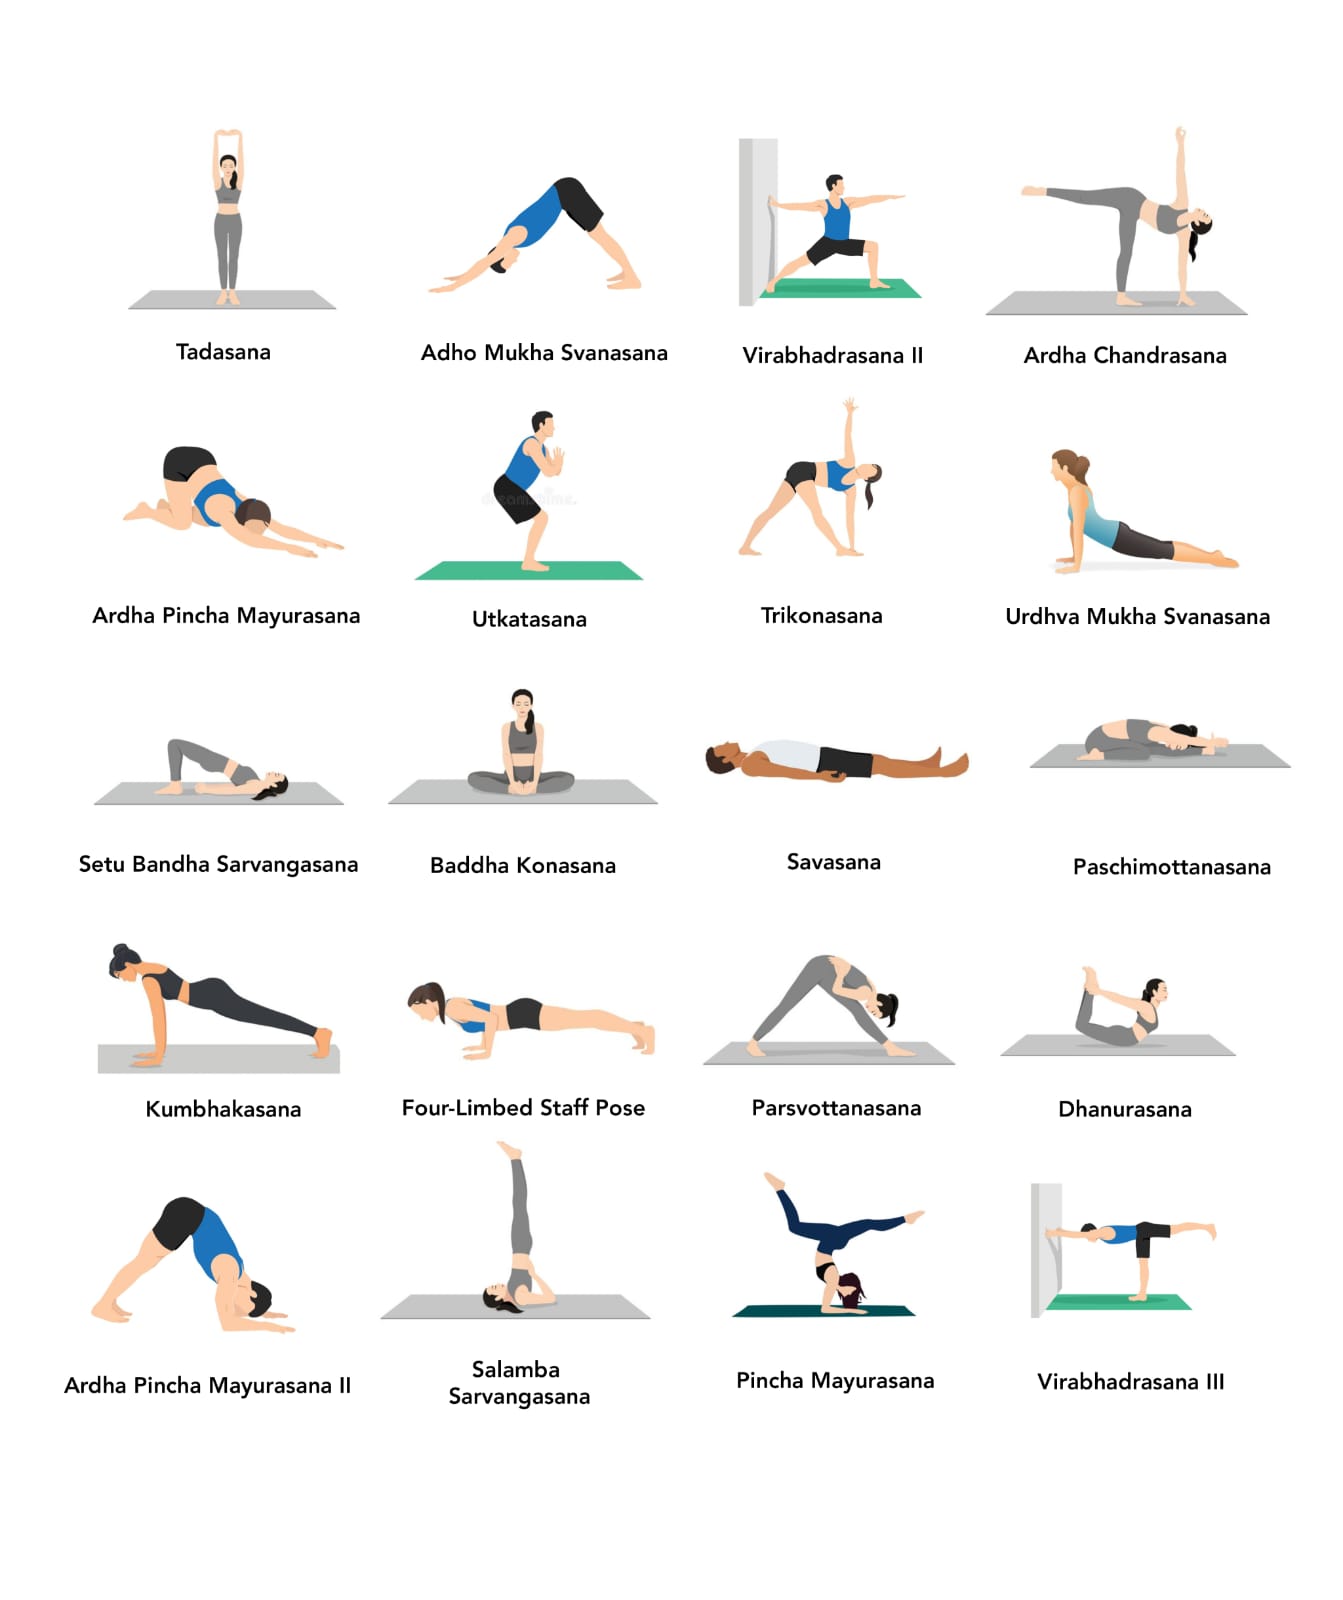 Tadasana
Adho Mukha Svanasana
Virabhadrasana II
Ardha Chandrasana
Ardha Pincha Mayurasana
Utkatasana
Trikonasana
Urdhva Mukha Svanasana
Setu Bandha Sarvangasana
Baddha Konasana
Savasana
Paschimottanasana
Kumbhakasana
Four-Limbed Staff Pose
Parsvottanasana
Dhanurasana
Ardha Pincha Mayurasana II
Salamba
Sarvangasana
Pincha Mayurasana
Virabhadrasana III